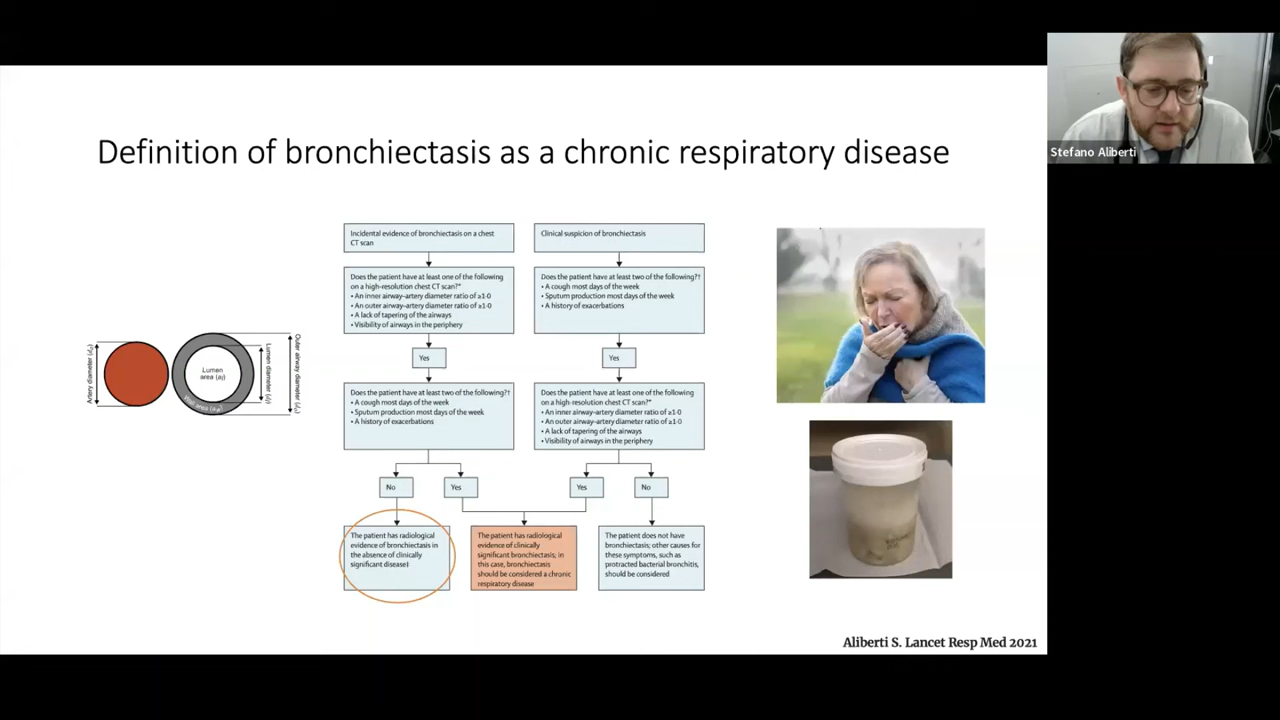 Stefano Aliberti
Definition of bronchiectasis as a chronic respiratory disease
Artery diameter (
Lumen
area (
Wall area (
Lumen diameter (
Outer airway diameter (
Incidental evidence of bronchiectasis on a chest
CT scan
Does the patient have at least one of the following
on a high-resolution chest CT scan?*
• An inner airway–artery diameter ratio of ≥1·0
• An outer airway–artery diameter ratio of ≥1·0
• A lack of tapering of the airways
• Visibility of airways in the periphery
Yes
Does the patient have at least two of the following?†
• A cough most days of the week
• Sputum production most days of the week
• A history of exacerbations
No
Yes
The patient has radiological
evidence of bronchiectasis in
the absence of clinically
significant disease‡
Clinical suspicion of bronchiectasis
Does the patient have at least two of the following?†
• A cough most days of the week
• Sputum production most days of the week
• A history of exacerbations
Yes
Does the patient have at least one of the following
on a high-resolution chest CT scan?*
• An inner airway–artery diameter ratio of ≥1·0
• An outer airway–artery diameter ratio of ≥1·0
• A lack of tapering of the airways
• Visibility of airways in the periphery
Yes
No
The patient has radiological
evidence of clinically
significant bronchiectasis; in
this case, bronchiectasis
should be considered a chronic
respiratory disease
The patient does not have
bronchiectasis; other causes for
these symptoms, such as
protracted bacterial bronchitis,
should be considered
Aliberti S. Lancet Resp Med 2021